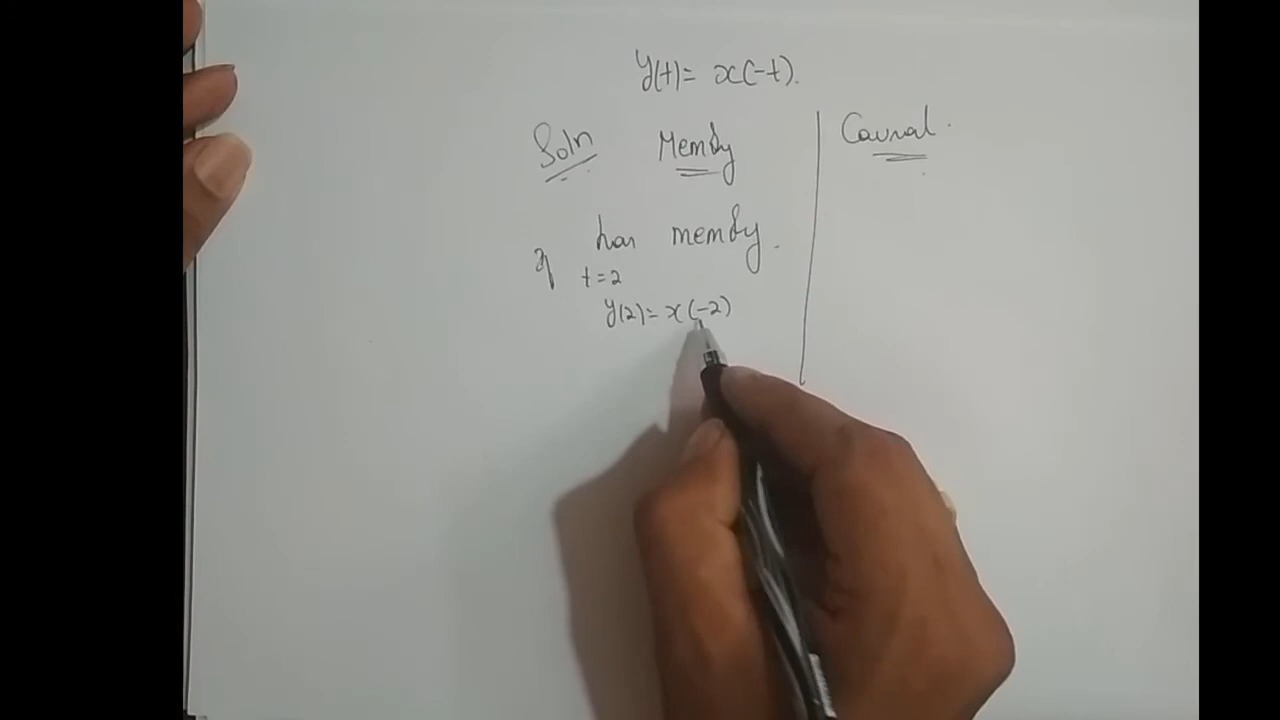 y(t) = x(-t).
Soln Memory Causal.
has memory.
If t=2
y(2) = x(-2)